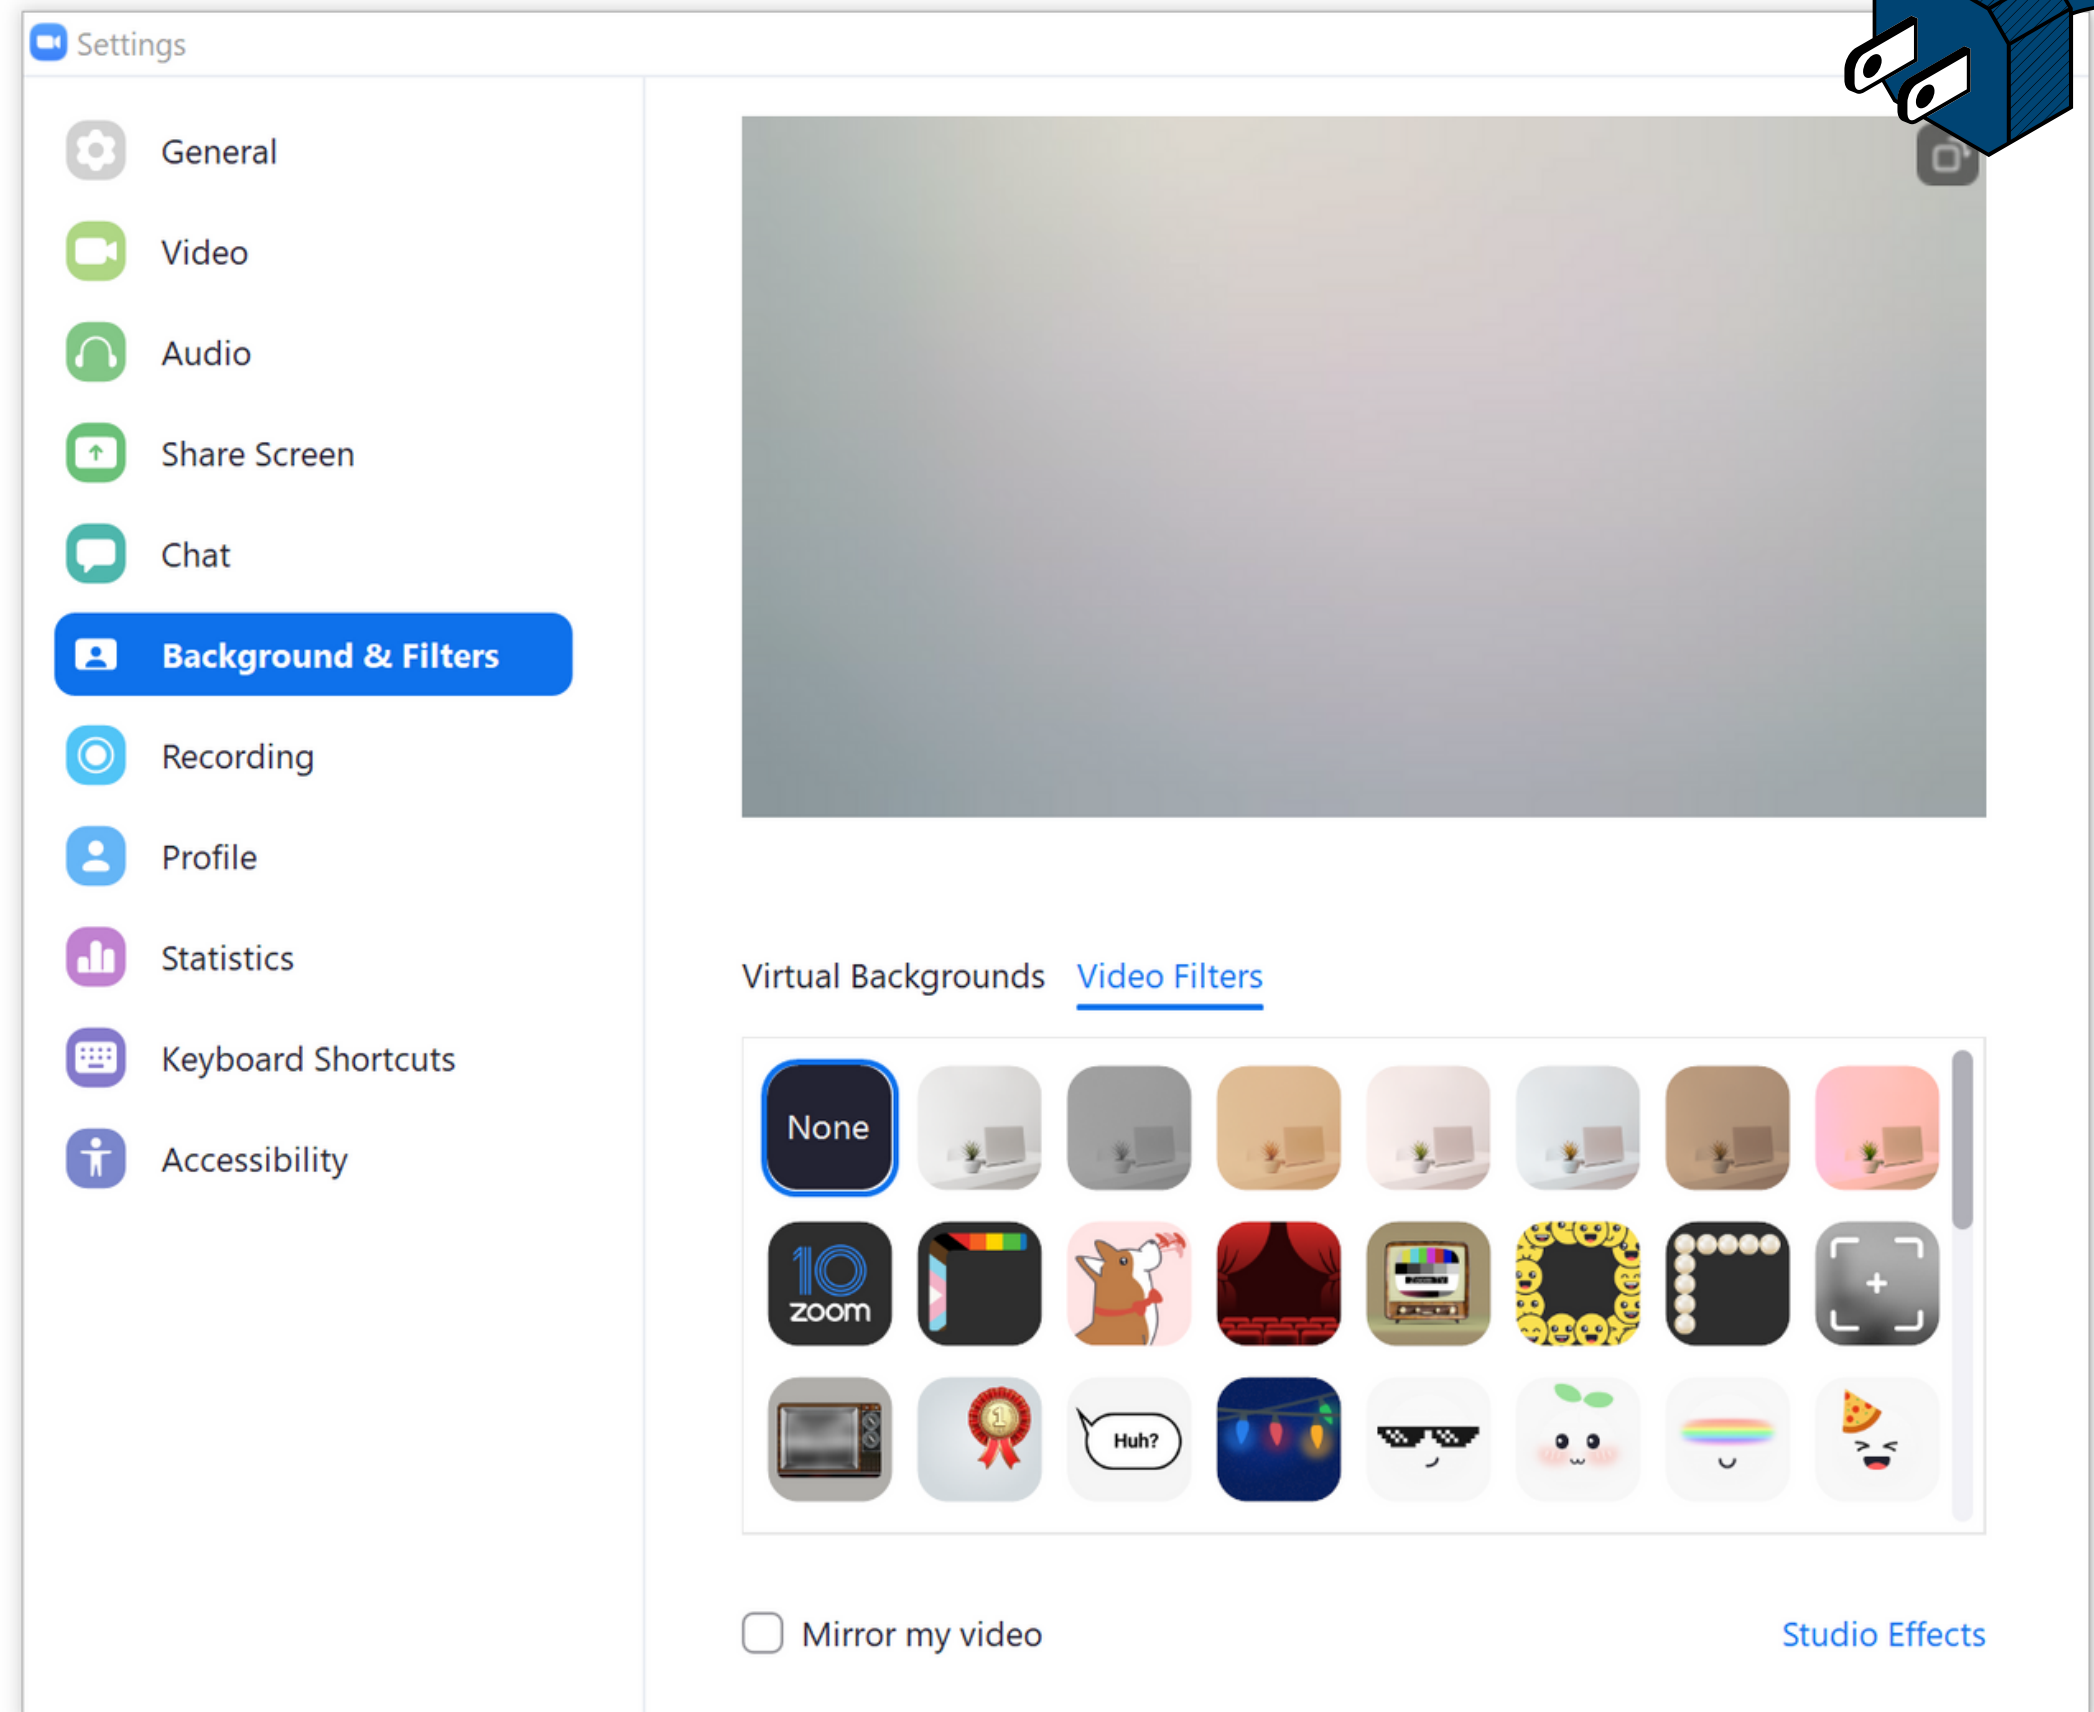 Settings
General
Video
Audio
Share Screen
Chat
Background & Filters
Recording
Profile
Statistics
Keyboard Shortcuts
Accessibility
Virtual Backgrounds Video Filters
None
10
zoom
1
Huh?
Mirror my video Studio Effects